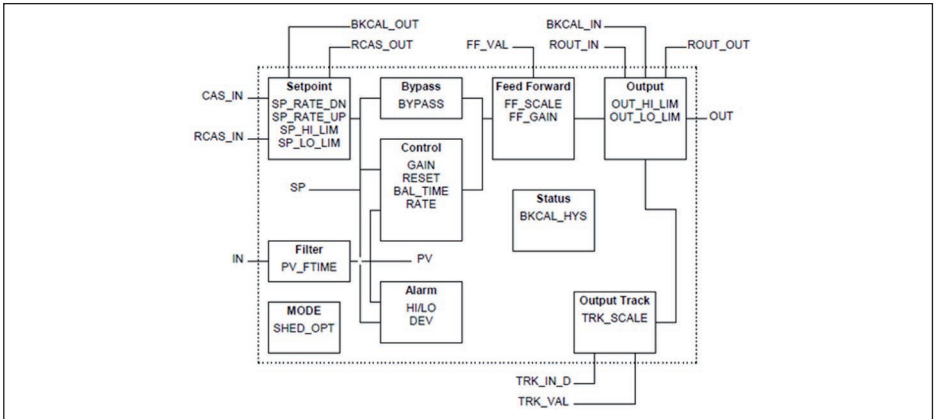 BKCAL_OUT
BKCAL_IN
RCAS_OUT
FF_VAL
ROUT_IN
ROUT_OUT
CAS_IN
RCAS_IN
Setpoint
SP_RATE_DN
SP_RATE_UP
SP_HI_LIM
SP_LO_LIM
Bypass
BYPASS
Feed Forward
FF_SCALE
FF_GAIN
Output
OUT_HI_LIM
OUT_LO_LIM
OUT
Control
GAIN
RESET
BAL_TIME
RATE
SP
Status
BKCAL_HYS
IN
Filter
PV_FTIME
PV
Alarm
HI/LO
DEV
MODE
SHED_OPT
Output Track
TRK_SCALE
TRK_IN_D
TRK_VAL